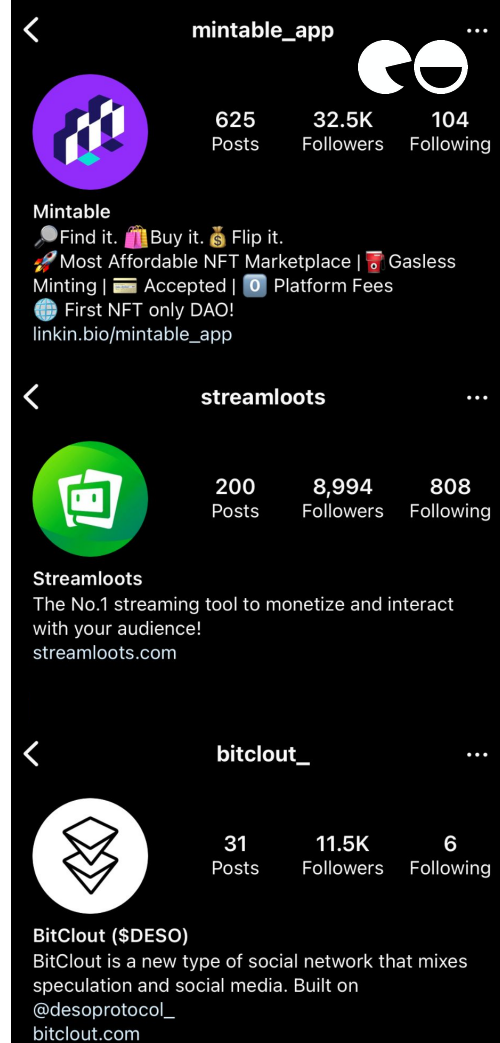 mintable_app
625 32.5K 104
Posts Followers Following
Mintable
🔎Find it. 🛍️Buy it. 💰 Flip it.
🚀Most Affordable NFT Marketplace | ⛽Gasless
Minting | 💳 Accepted | 0️⃣ Platform Fees
🌐 First NFT only DAO!
linkin.bio/mintable_app
streamloots
200 8,994 808
Posts Followers Following
Streamloots
The No.1 streaming tool to monetize and interact
with your audience!
streamloots.com
bitclout_
31 11.5K 6
Posts Followers Following
BitClout ($DESO)
BitClout is a new type of social network that mixes
speculation and social media. Built on
@desoprotocol_
bitclout.com